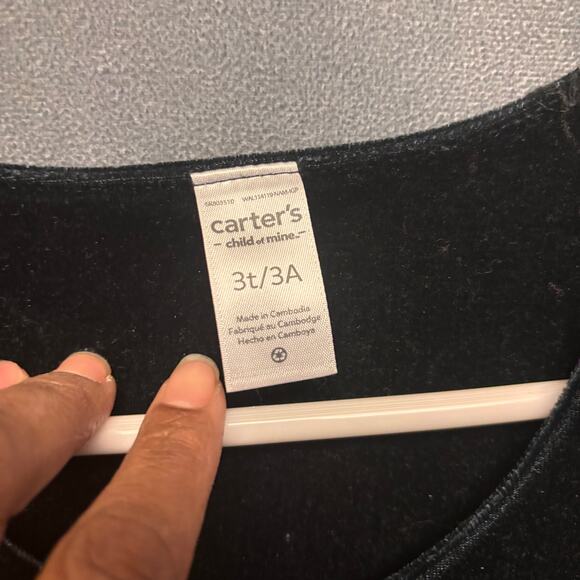 carter's
- child of mine. -
3t/3A
Made in Cambodia
Fabriqué au Cambodge
Hecho en Camboya